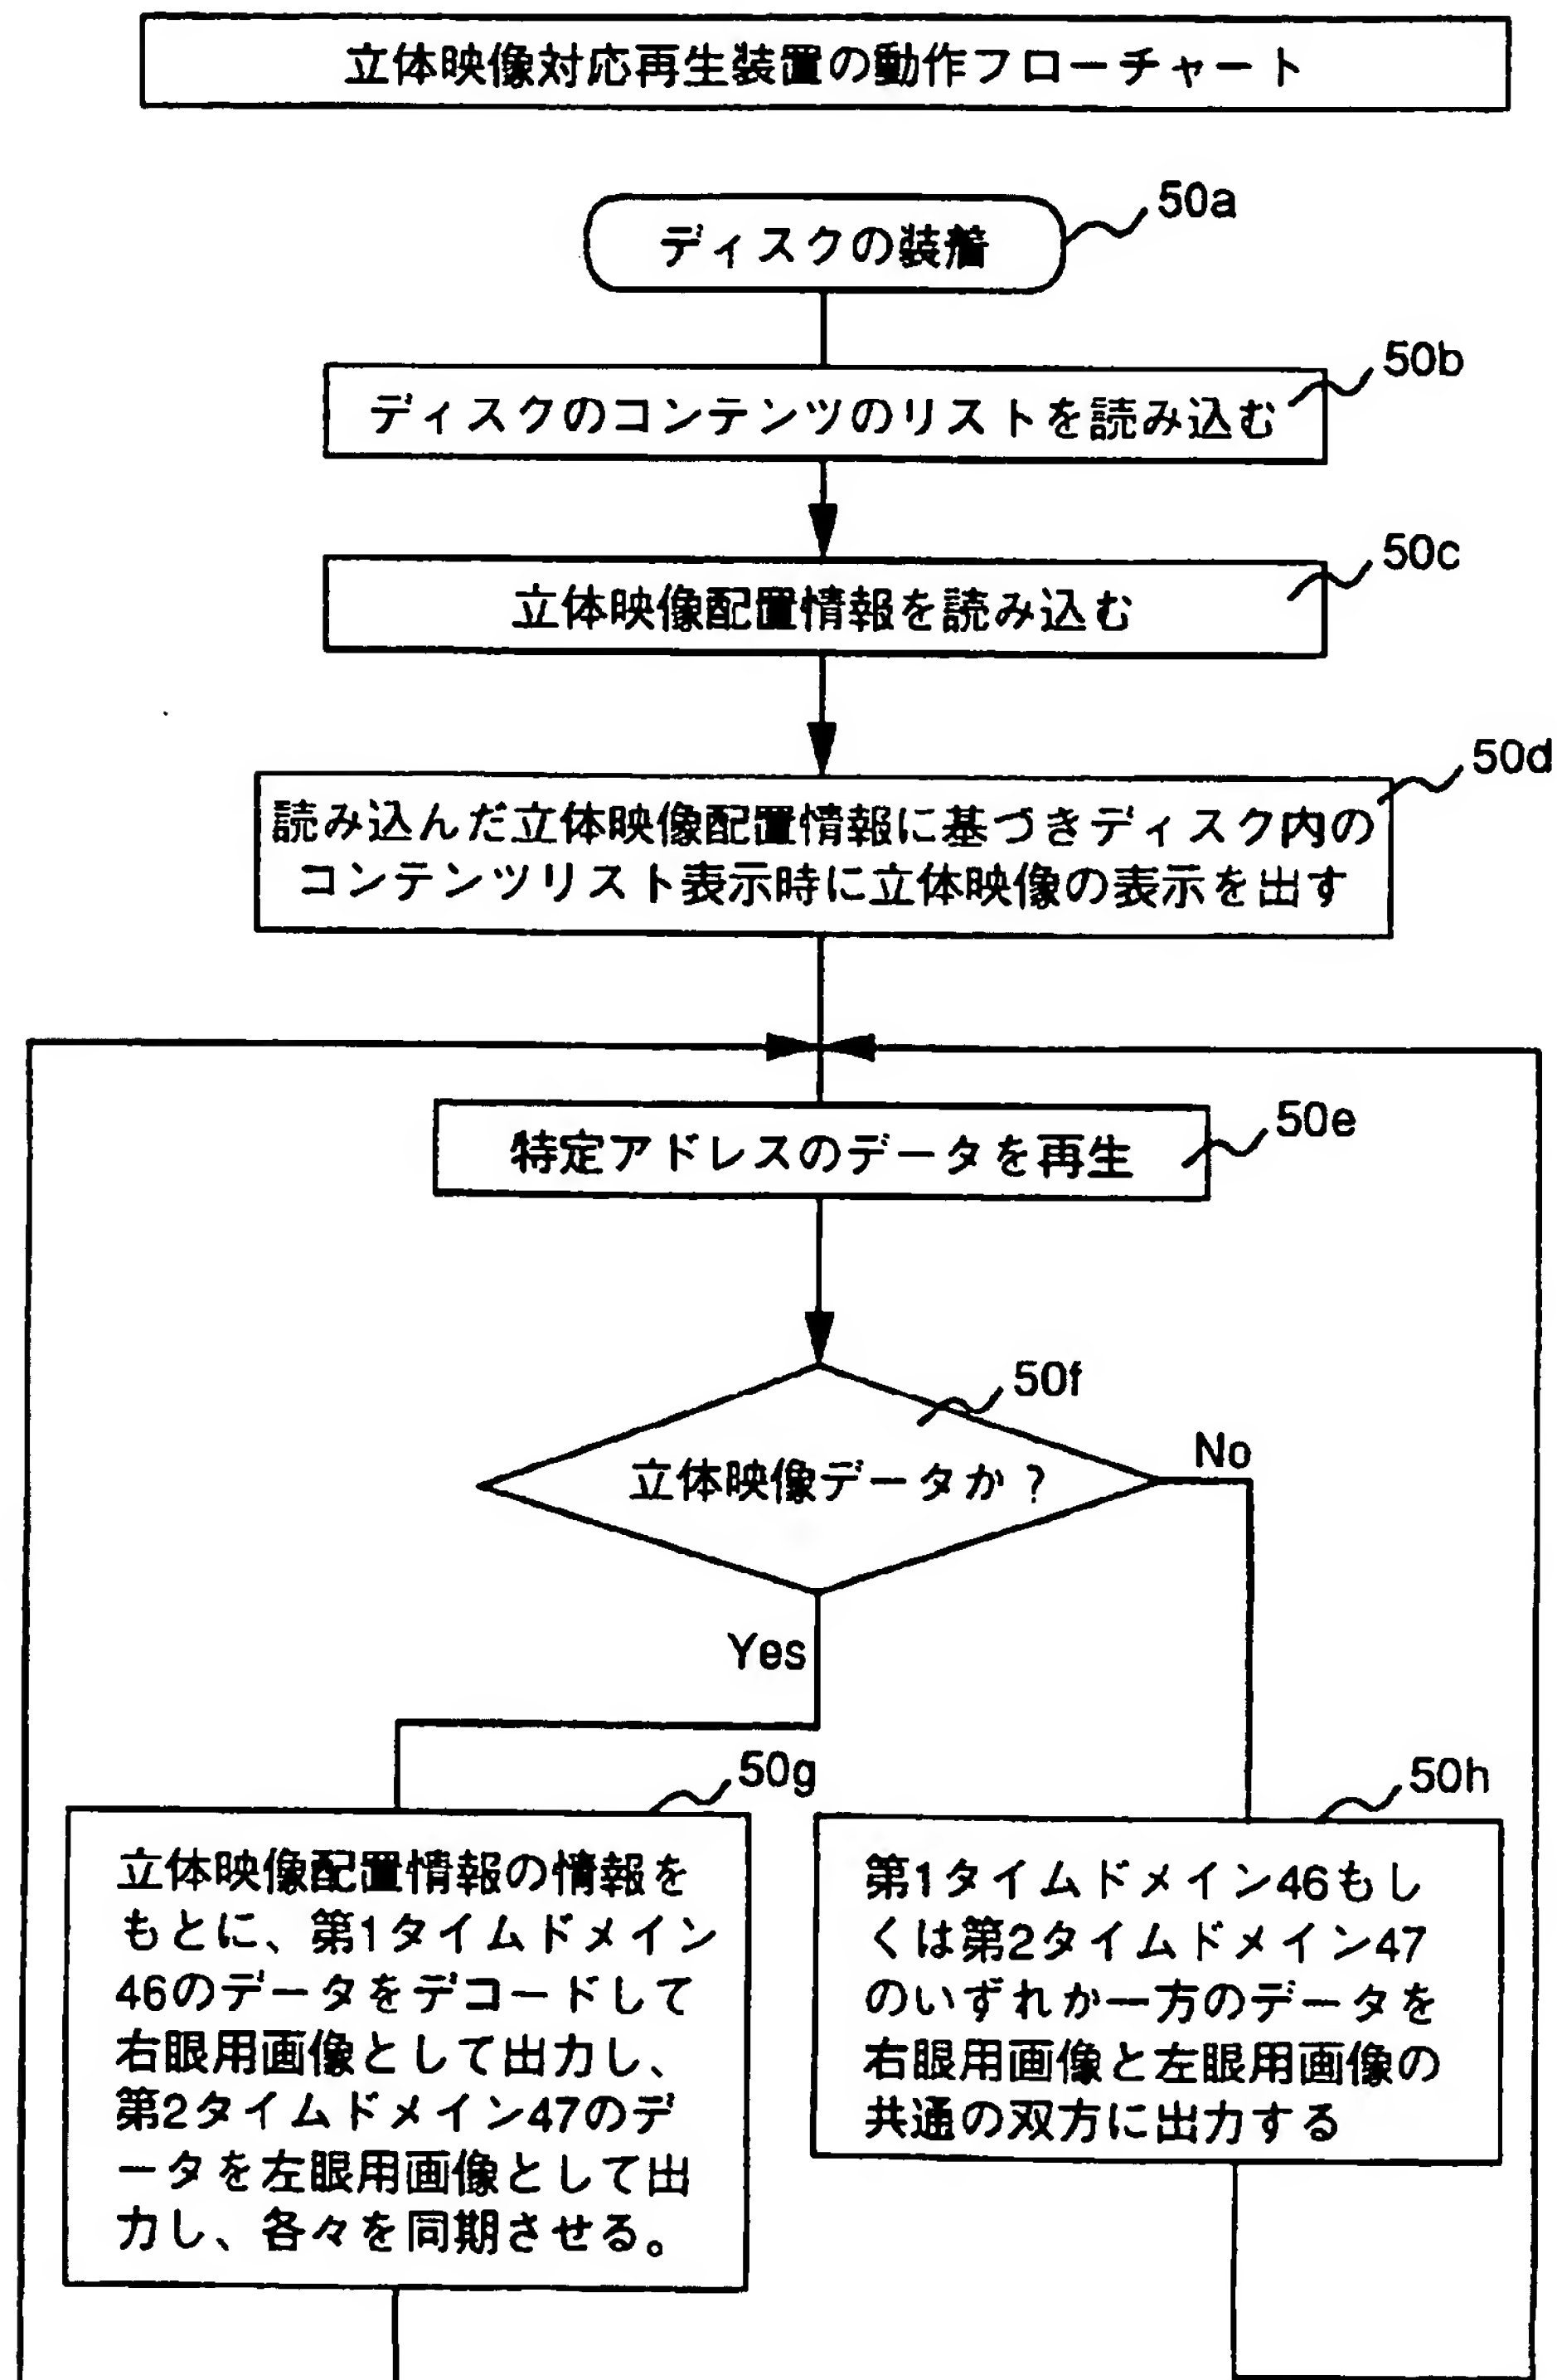 立体映像対応再生装置の動作フローチャート
50a
ディスクの装着
50b
ディスクのコンテンツのリストを読み込む
50c
立体映像配置情報を読み込む
50d
読み込んだ立体映像配置情報に基づきディスク内の
コンテンツリスト表示時に立体映像の表示を出す
50e
特定アドレスのデータを再生
50f
立体映像データか?
No
Yes
50g
立体映像配置情報の情報を
もとに、第1タイムドメイン
46のデータをデコードして
右眼用画像として出力し、
第2タイムドメイン47のデ
ータを左眼用画像として出
力し、各々を同期させる。
50h
第1タイムドメイン46もし
くは第2タイムドメイン47
のいずれか一方のデータを
右眼用画像と左眼用画像の
共通の双方に出力する